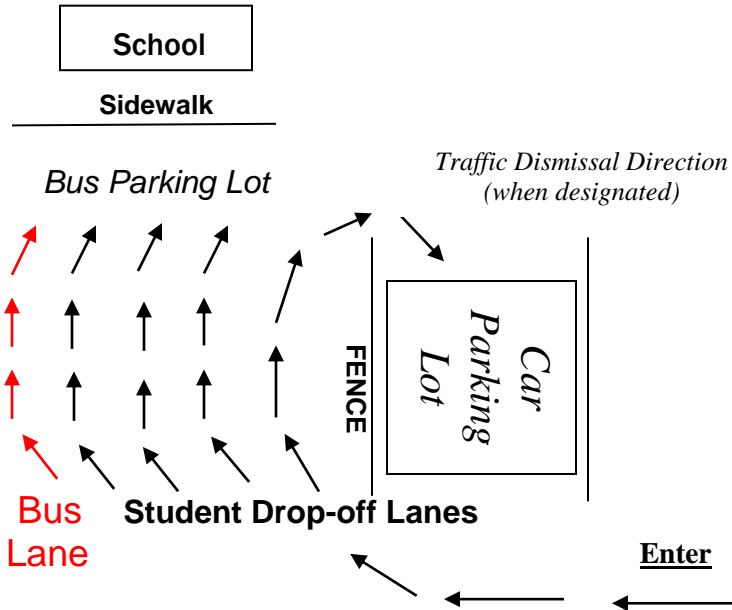 School
Sidewalk
Bus Parking Lot
Traffic Dismissal Direction
(when designated)
FENCE
Car
Parking
Lot
Bus
Lane
Student Drop-off Lanes
Enter